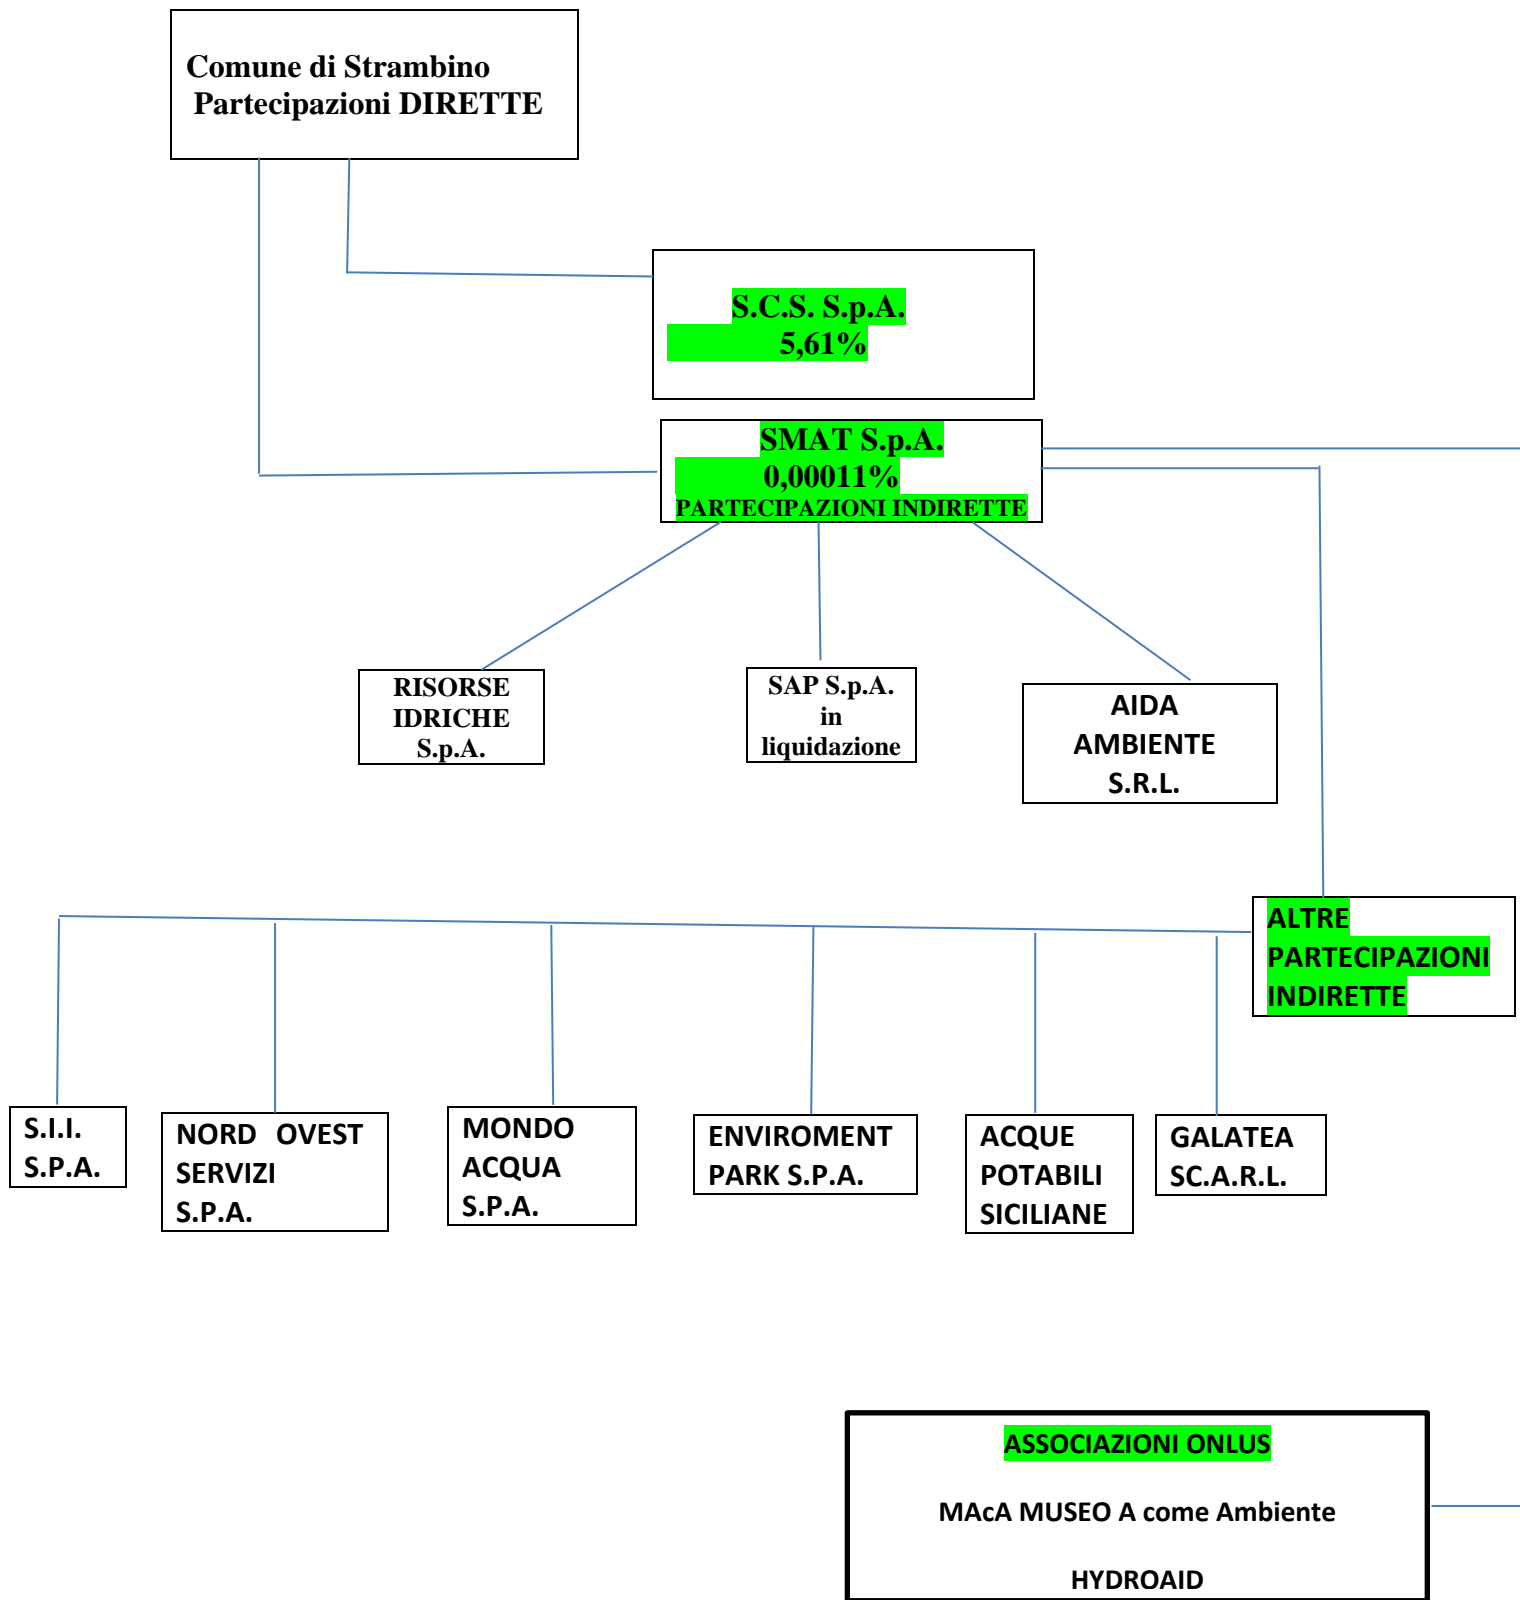 Comune di Strambino
Partecipazioni DIRETTE
S.C.S. S.p.A.
5,61%
SMAT S.p.A.
0,00011%
PARTECIPAZIONI INDIRETTE
RISORSE
IDRICHE
S.p.A.
SAP S.p.A.
in
liquidazione
AIDA
AMBIENTE
S.R.L.
ALTRE
PARTECIPAZIONI
INDIRETTE
S.I.I.
S.P.A.
NORD OVEST
SERVIZI
S.P.A.
MONDO
ACQUA
S.P.A.
ENVIROMENT
PARK S.P.A.
ACQUE
POTABILI
SICILIANE
GALATEA
SC.A.R.L.
ASSOCIAZIONI ONLUS
MAcA MUSEO A come Ambiente
HYDROAID